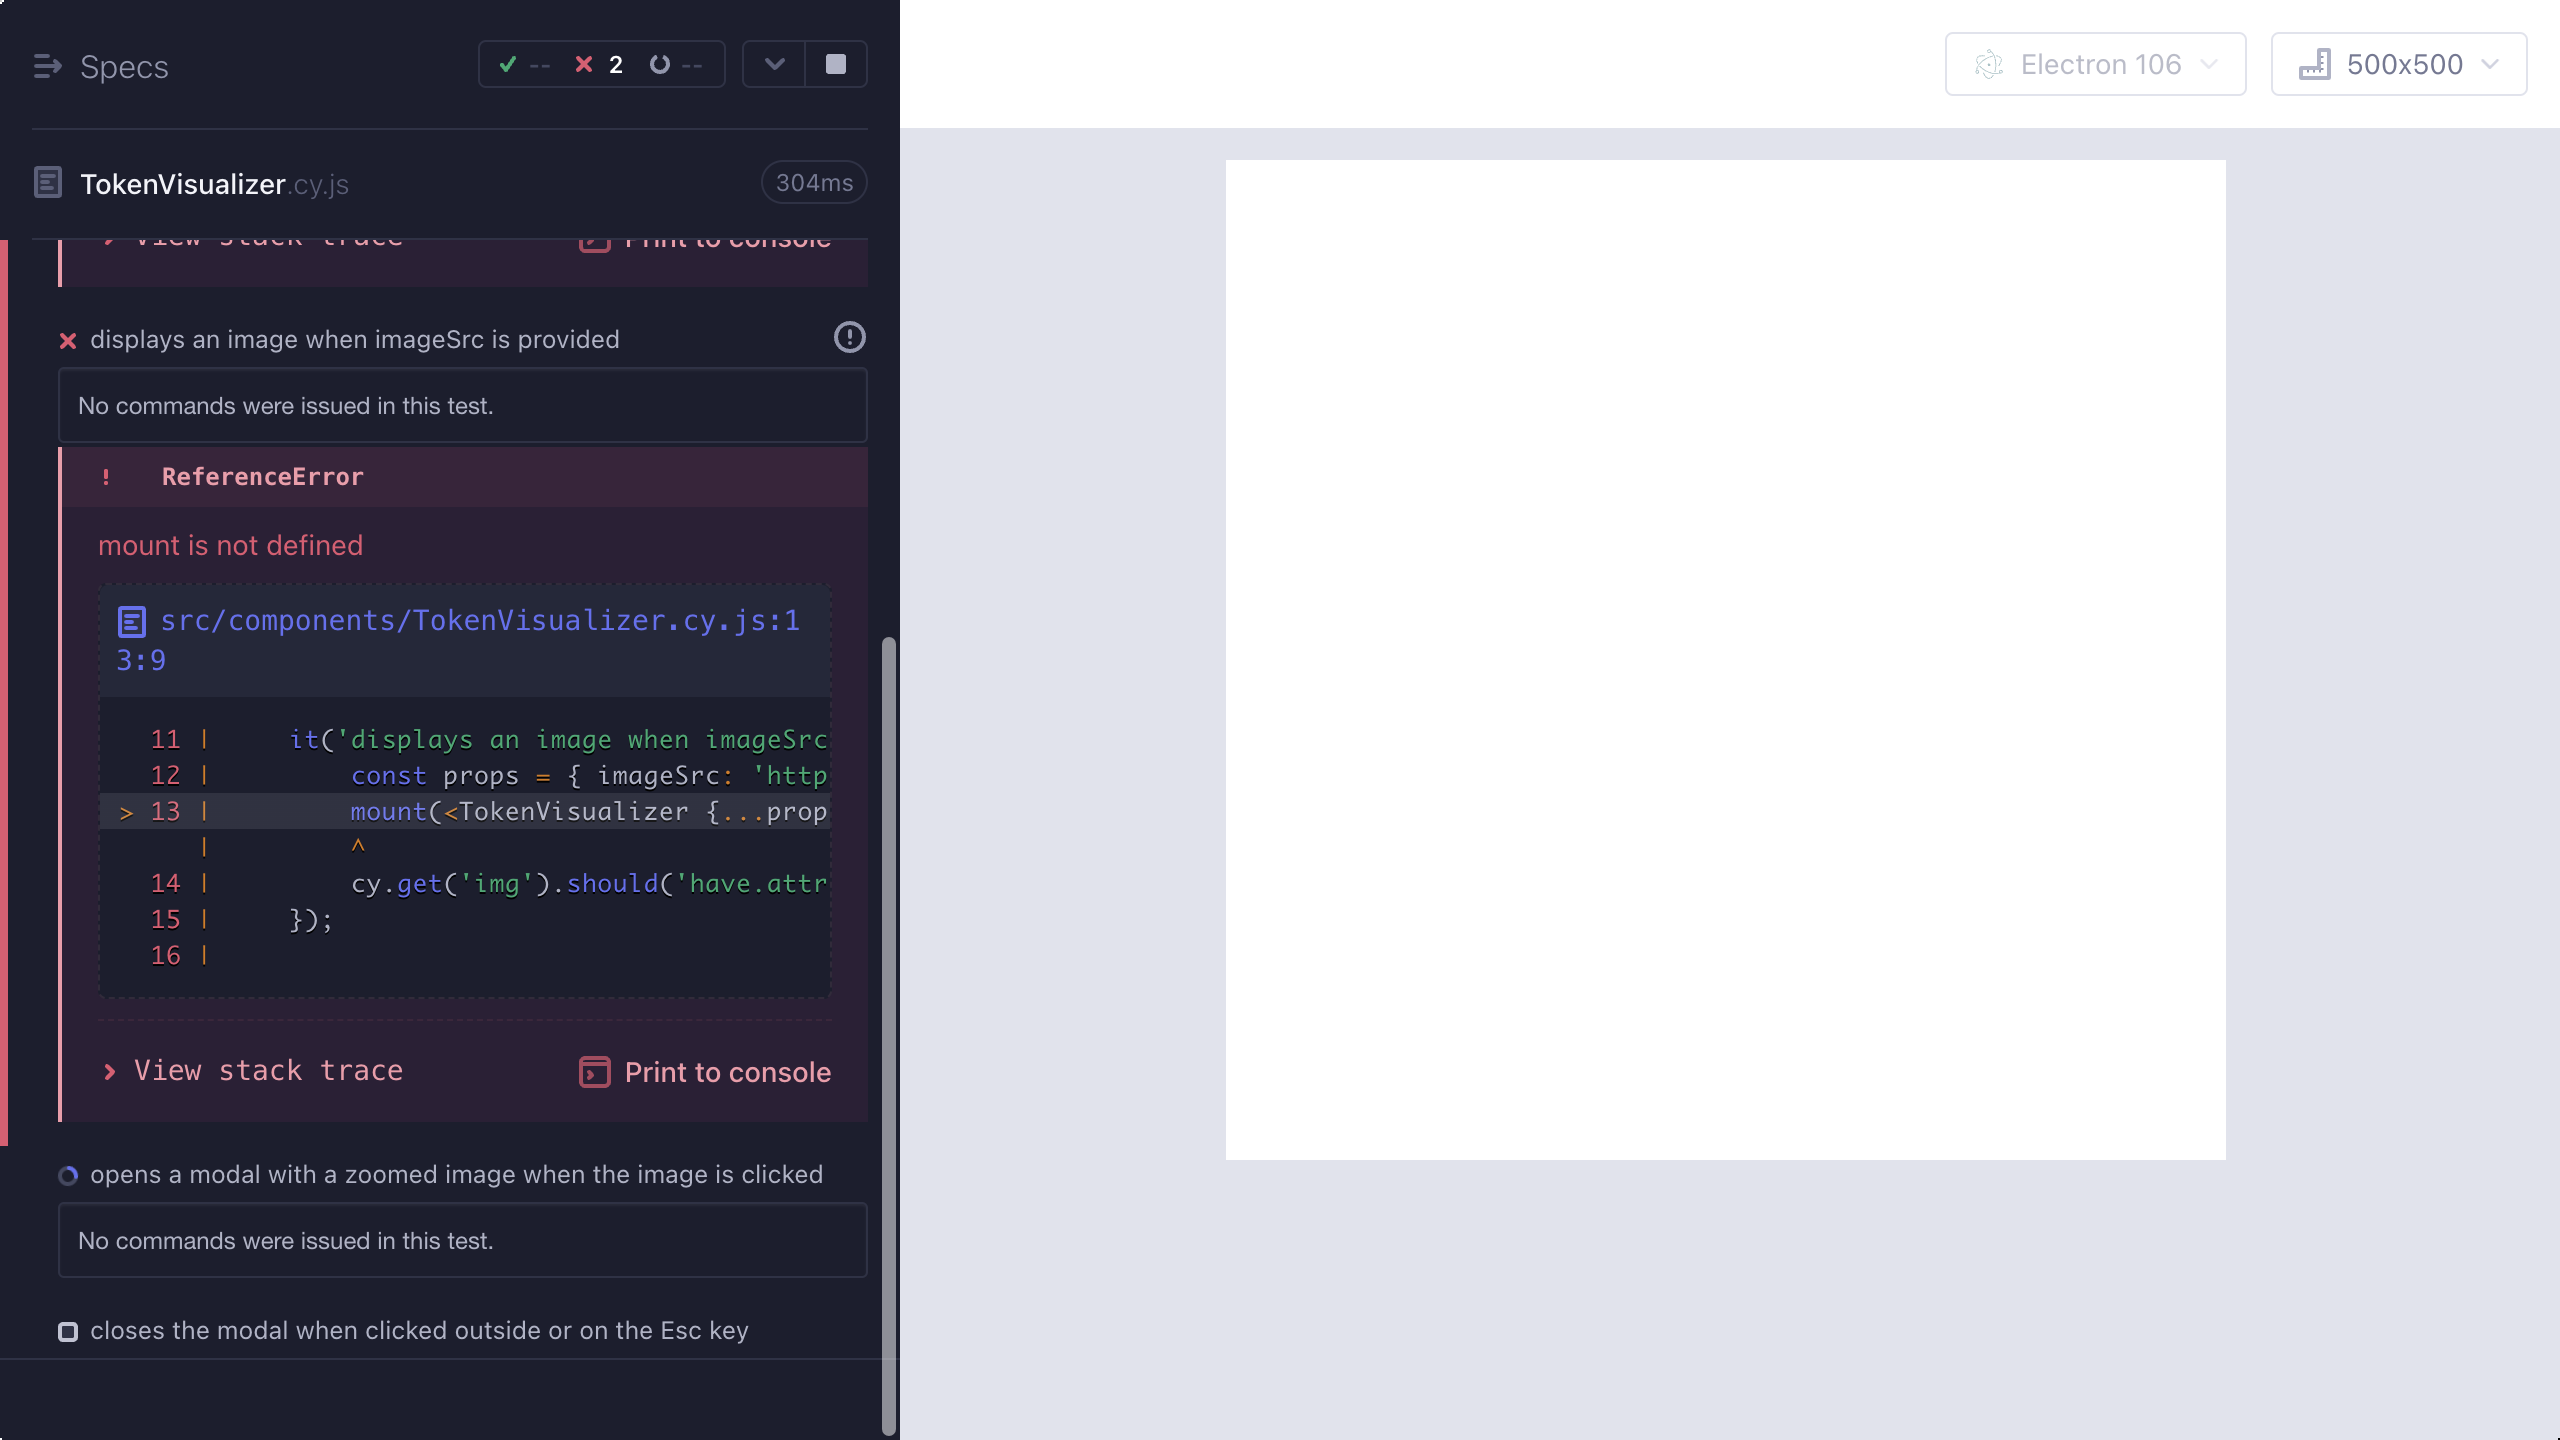 Specs
-- 2 --
Electron 106
500x500
TokenVisualizer.cy.js
304ms
View stack trace
Print to console
displays an image when imageSrc is provided
No commands were issued in this test.
! ReferenceError
mount is not defined
src/components/TokenVisualizer.cy.js:1
3:9
11 | it('displays an image when imageSrc
12 | const props = { imageSrc: 'http
> 13 | mount(<TokenVisualizer {...prop
| ^
14 | cy.get('img').should('have.attr
15 | });
16 |
View stack trace
Print to console
opens a modal with a zoomed image when the image is clicked
No commands were issued in this test.
closes the modal when clicked outside or on the Esc key